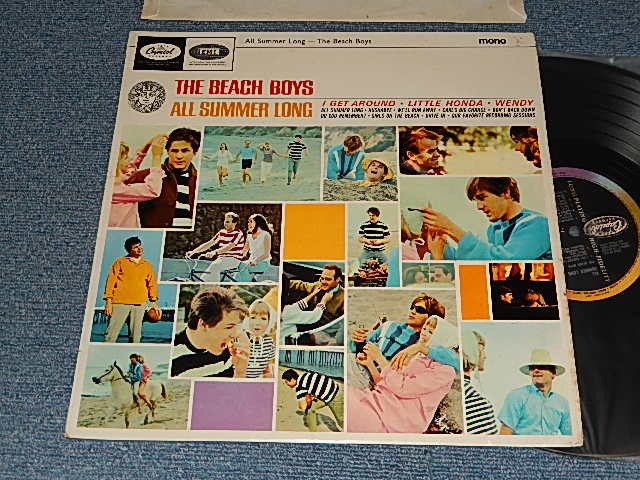 All Summer Long — The Beach Boys
mono
Capitol
EMI
THE BEACH BOYS
ALL SUMMER LONG
I GET AROUND • LITTLE HONDA • WENDY
ALL SUMMER LONG • HUSHABYE • WE'LL RUN AWAY • CARL'S BIG CHANCE • DON'T BACK DOWN
DO YOU REMEMBER? • GIRLS ON THE BEACH • DRIVE IN • OUR FAVORITE RECORDING SESSIONS
Capitol